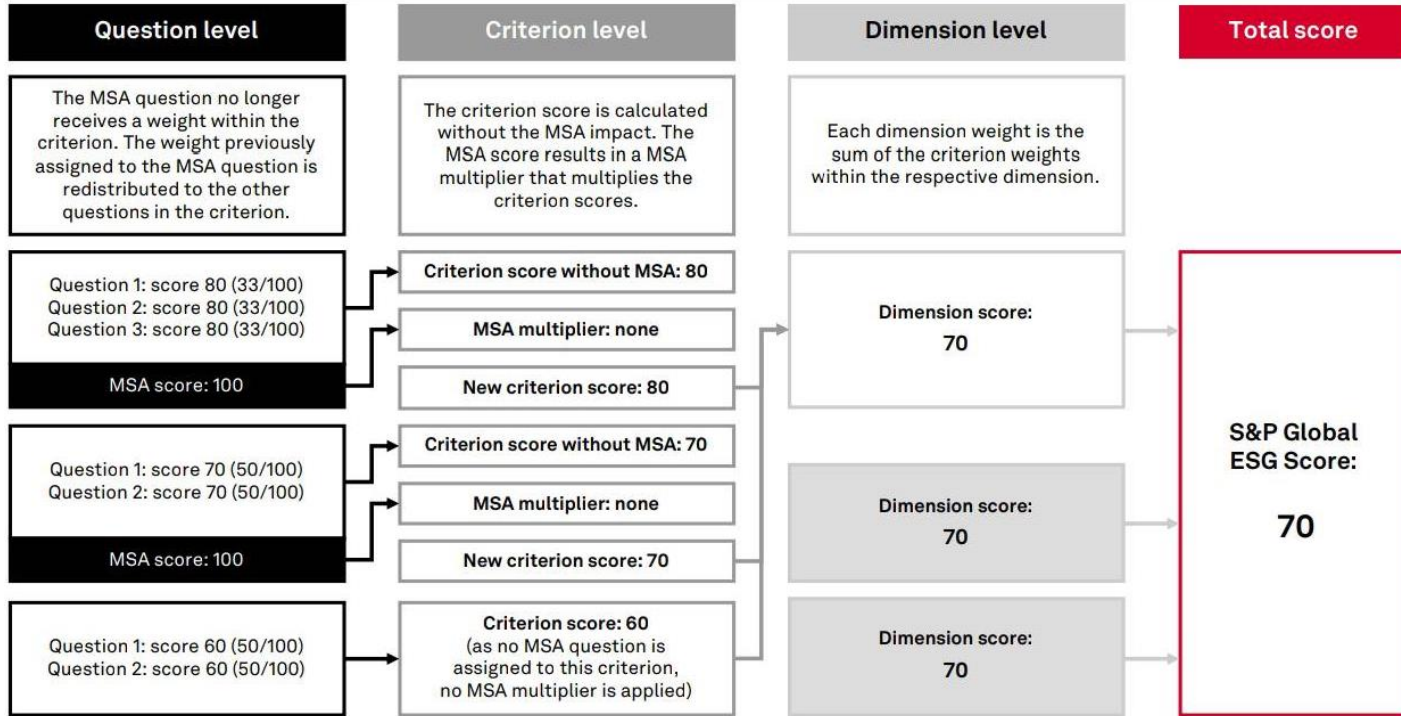 Question level
Criterion level
Dimension level
Total score
The MSA question no longer
receives a weight within the
criterion. The weight previously
assigned to the MSA question is
redistributed to the other
questions in the criterion.
The criterion score is calculated
without the MSA impact. The
MSA score results in a MSA
multiplier that multiplies the
criterion scores.
Each dimension weight is the
sum of the criterion weights
within the respective dimension.
Question 1: score 80 (33/100)
Question 2: score 80 (33/100)
Question 3: score 80 (33/100)
MSA score: 100
Criterion score without MSA: 80
MSA multiplier: none
New criterion score: 80
Question 1: score 70 (50/100)
Question 2: score 70 (50/100)
MSA score: 100
Criterion score without MSA: 70
MSA multiplier: none
New criterion score: 70
Question 1: score 60 (50/100)
Question 2: score 60 (50/100)
Criterion score: 60
(as no MSA question is
assigned to this criterion,
no MSA multiplier is applied)
Dimension score:
70
Dimension score:
70
Dimension score:
70
S&P Global
ESG Score:
70